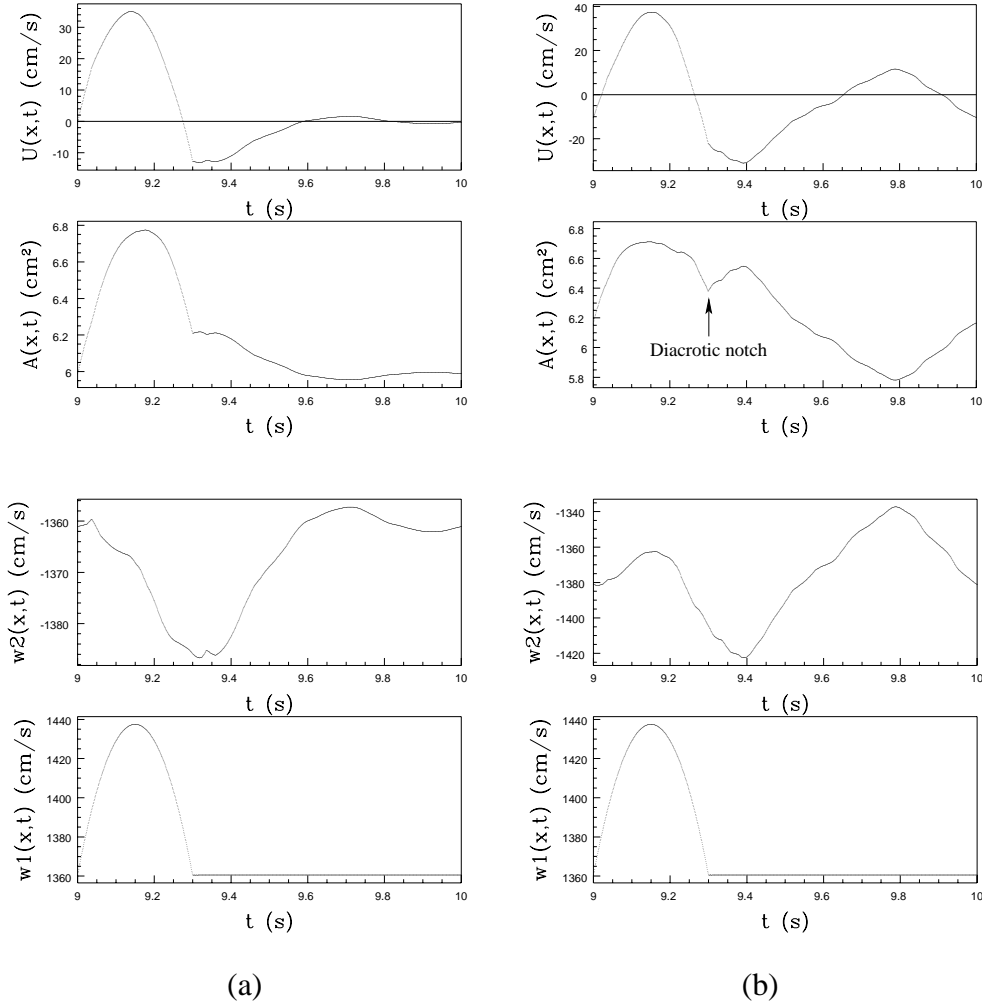 U(x,t) (cm/s)
30
20
10
0
-10
9 9.2 9.4 9.6 9.8 10
t (s)
U(x,t) (cm/s)
40
20
0
-20
9 9.2 9.4 9.6 9.8 10
t (s)
A(x,t) (cm²)
6.8
6.6
6.4
6.2
6
9 9.2 9.4 9.6 9.8 10
t (s)
A(x,t) (cm²)
6.8
6.6
6.4
6.2
6
5.8
Diacrotic notch
9 9.2 9.4 9.6 9.8 10
t (s)
w2(x,t) (cm/s)
-1360
-1370
-1380
9 9.2 9.4 9.6 9.8 10
t (s)
w2(x,t) (cm/s)
-1340
-1360
-1380
-1400
-1420
9 9.2 9.4 9.6 9.8 10
t (s)
w1(x,t) (cm/s)
1440
1420
1400
1380
1360
9 9.2 9.4 9.6 9.8 10
t (s)
w1(x,t) (cm/s)
1440
1420
1400
1380
1360
9 9.2 9.4 9.6 9.8 10
t (s)
(a)
(b)